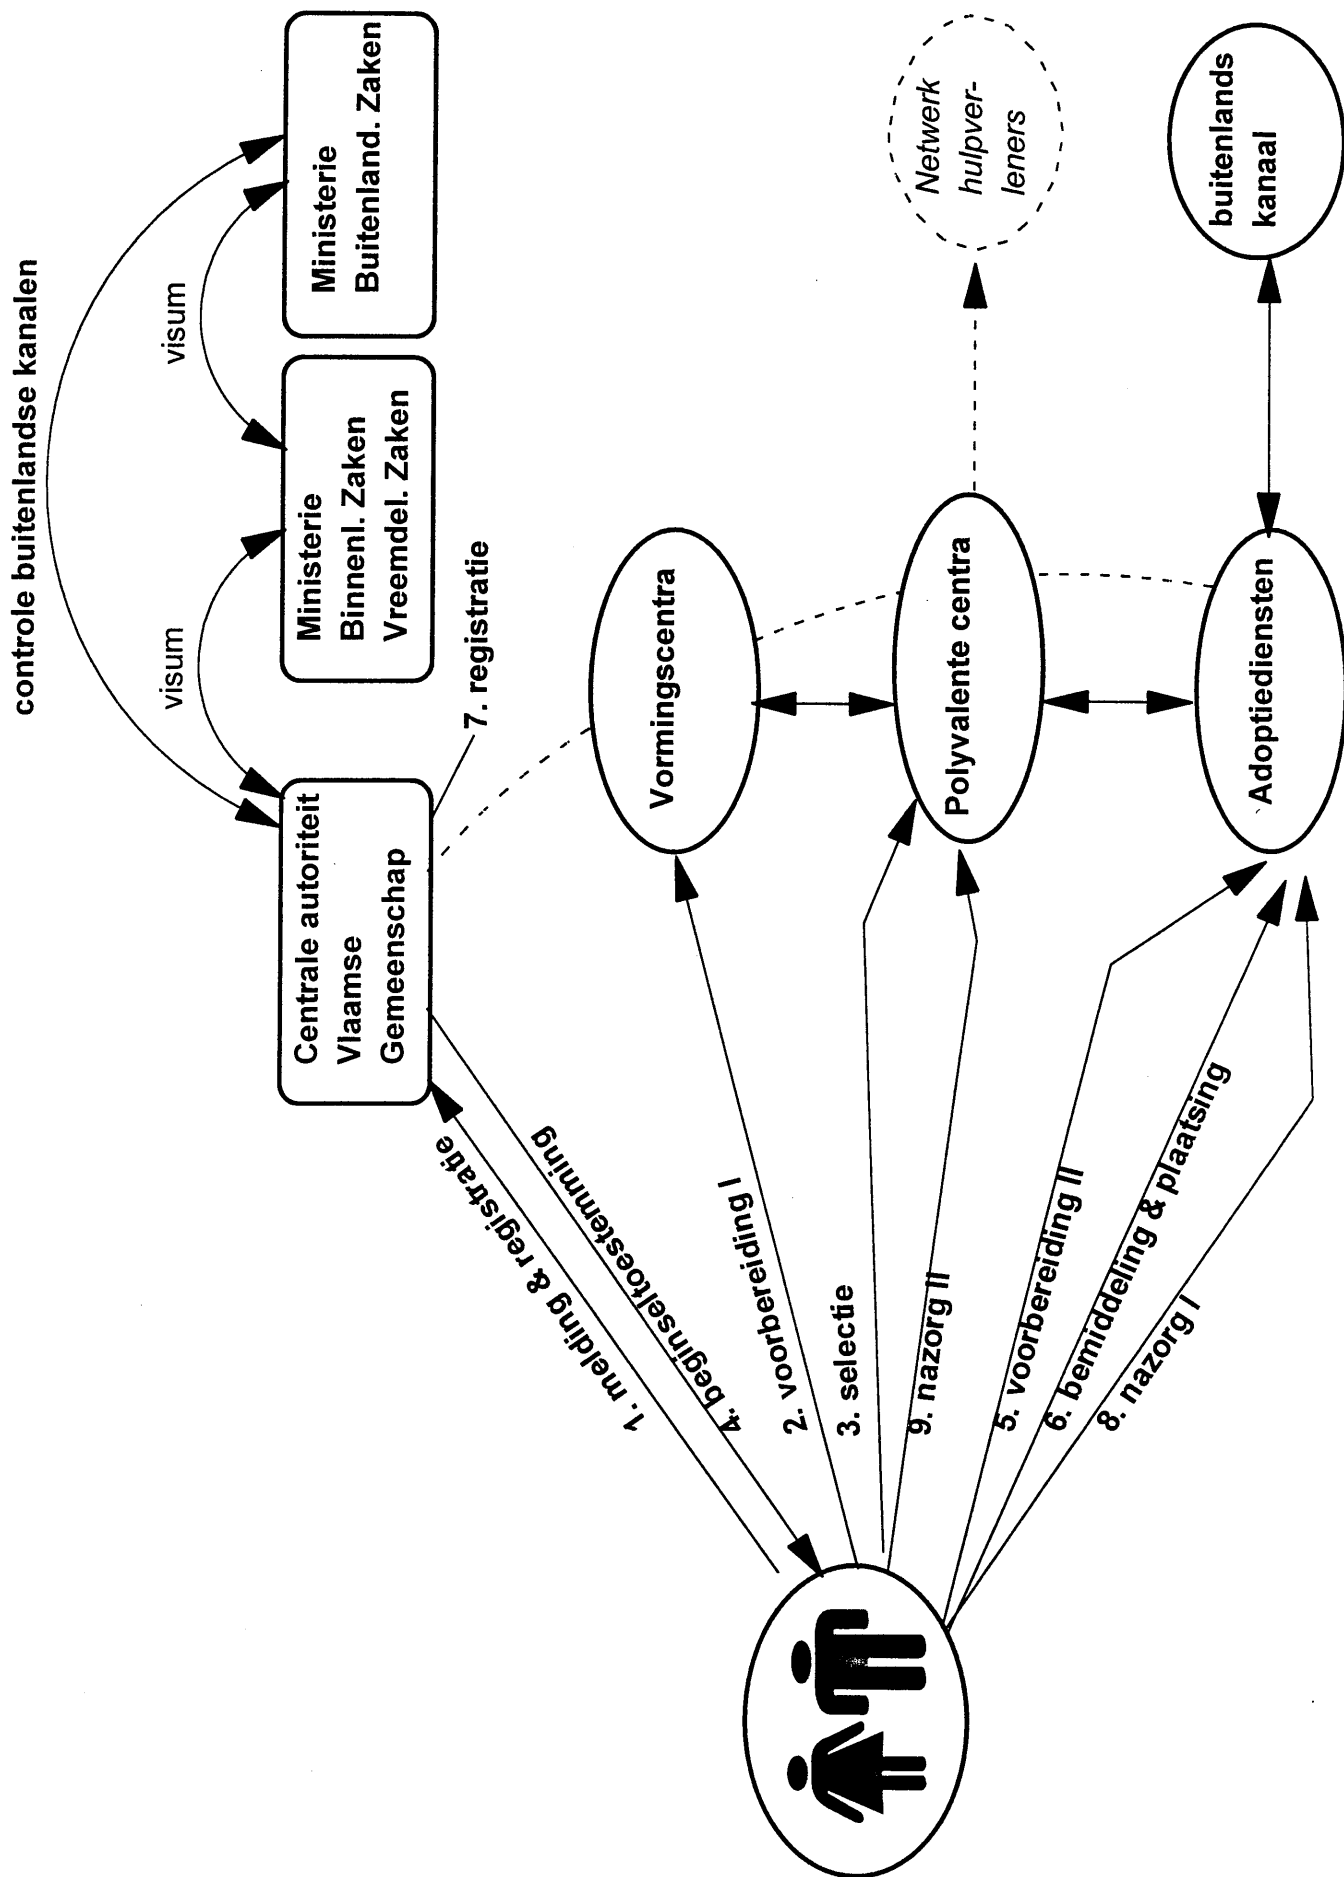 controle buitenlandse kanalen
visum
visum
Centrale autoriteit
Vlaamse
Gemeenschap
Ministerie
Binnenl. Zaken
Vreemdel. Zaken
Ministerie
Buitenland. Zaken
7. registratie
1. melding & registratie
4. beginseltoestemming
2. voorbereiding I
3. selectie
9. nazorg II
5. voorbereiding II
6. bemiddeling & plaatsing
8. nazorg I
Vormingscentra
Polyvalente centra
Adoptiediensten
Netwerk
hulpver-
leners
buitenlands
kanaal